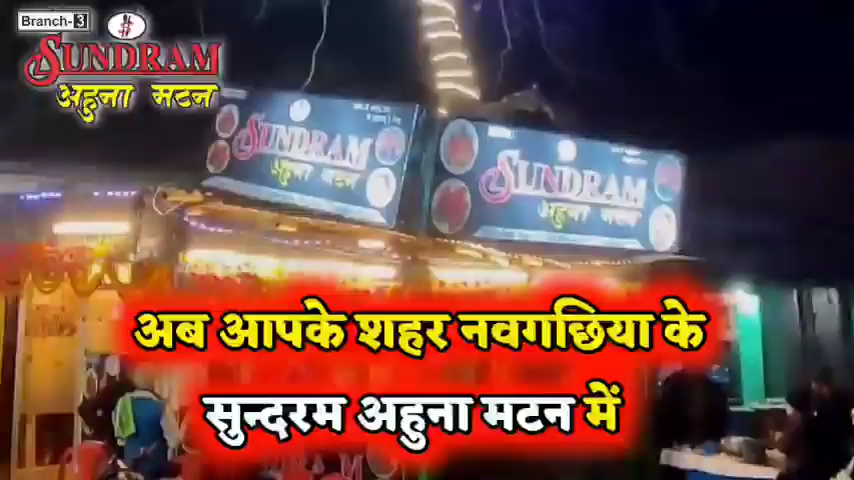 Branch-3
#
SUNDRAM
अहुना मटन
SUNDRAM
अहुना मटन
SUNDRAM
अहुना मटन
अब आपके शहर नवगछिया के
सुन्दरम अहुना मटन में